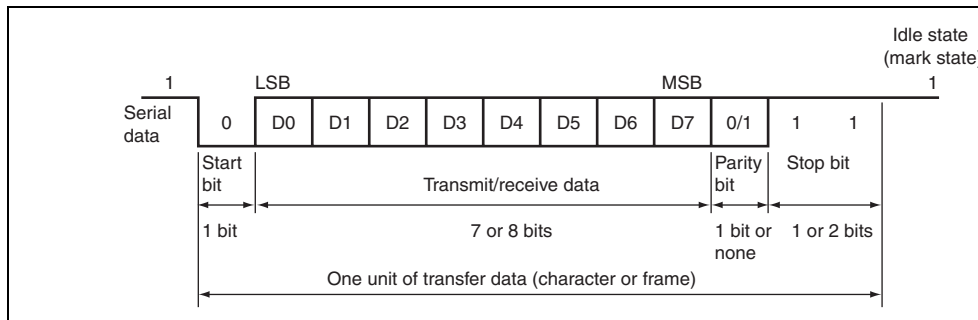 Idle state
(mark state)
1 LSB MSB 1
Serial
data
0 D0 D1 D2 D3 D4 D5 D6 D7 0/1 1 1
Start
bit
Transmit/receive data
Parity
bit
Stop bit
1 bit
7 or 8 bits
1 bit or
none
1 or 2 bits
One unit of transfer data (character or frame)